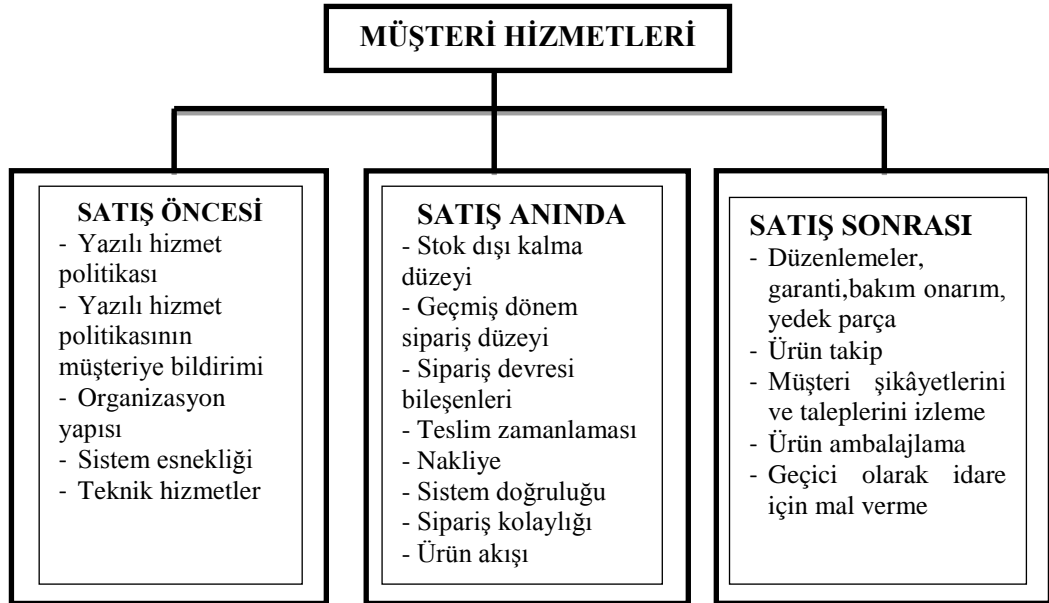 MÜŞTERİ HİZMETLERİ
SATIŞ ÖNCESİ
- Yazılı hizmet
politikası
- Yazılı hizmet
politikasının
müşteriye bildirimi
- Organizasyon
yapısı
- Sistem esnekliği
- Teknik hizmetler
SATIŞ ANINDA
- Stok dışı kalma
düzeyi
- Geçmiş dönem
sipariş düzeyi
- Sipariş devresi
bileşenleri
- Teslim zamanlaması
- Nakliye
- Sistem doğruluğu
- Sipariş kolaylığı
- Ürün akışı
SATIŞ SONRASI
- Düzenlemeler,
garanti,bakım onarım,
yedek parça
- Ürün takip
- Müşteri şikâyetlerini
ve taleplerini izleme
- Ürün ambalajlama
- Geçici olarak idare
için mal verme